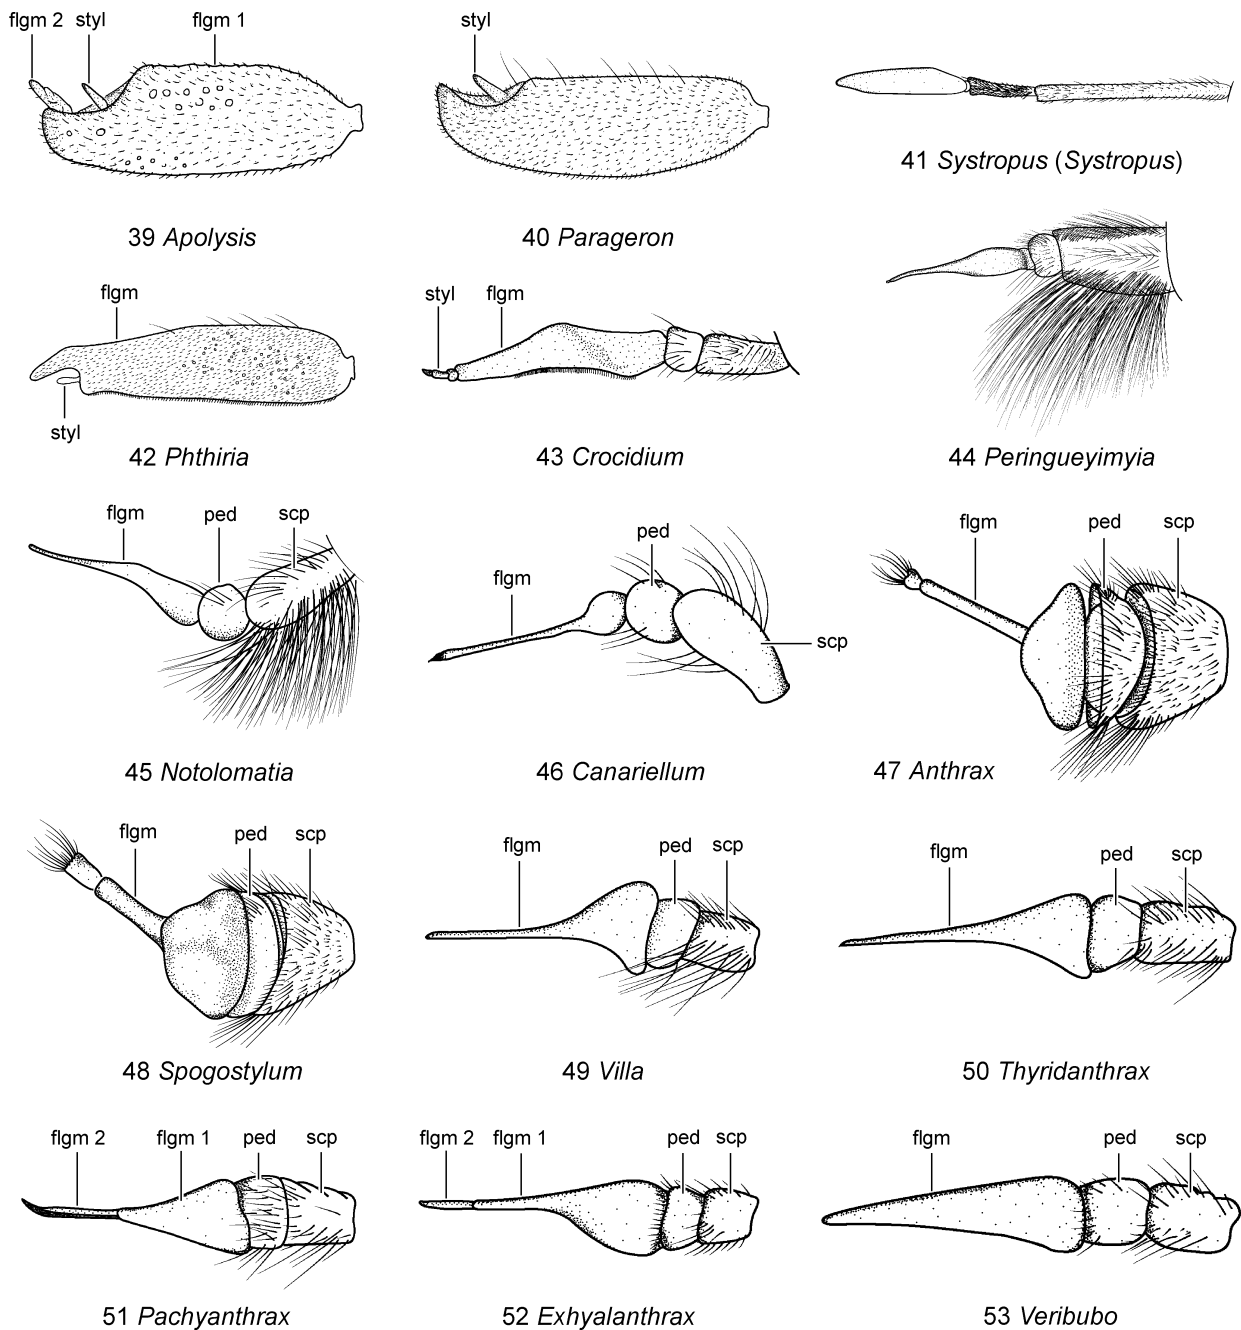 flgm 2 styl flgm 1
styl
39 Apolysis
40 Parageron
41 Systropus (Systropus)
flgm
styl
42 Phthiria
styl flgm
43 Crocidium
44 Peringueyimyia
flgm ped scp
45 Notolomatia
flgm ped scp
46 Canariellum
flgm ped scp
47 Anthrax
flgm ped scp
48 Spogostylum
flgm ped scp
49 Villa
flgm ped scp
50 Thyridanthrax
flgm 2 flgm 1 ped scp
51 Pachyanthrax
flgm 2 flgm 1 ped scp
52 Exhyalanthrax
flgm ped scp
53 Veribubo